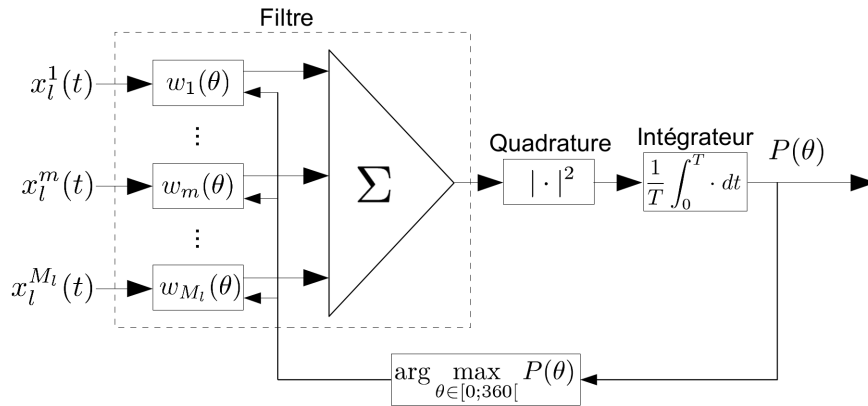 Filtre
x_l^1(t)
w_1(θ)
⋮
x_l^m(t)
w_m(θ)
⋮
x_l^{M_l}(t)
w_{M_l}(θ)
∑
Quadrature
|·|^2
Intégrateur
\frac{1}{T} ∫_0^T · dt
P(θ)
arg max_{θ∈[0;360[} P(θ)